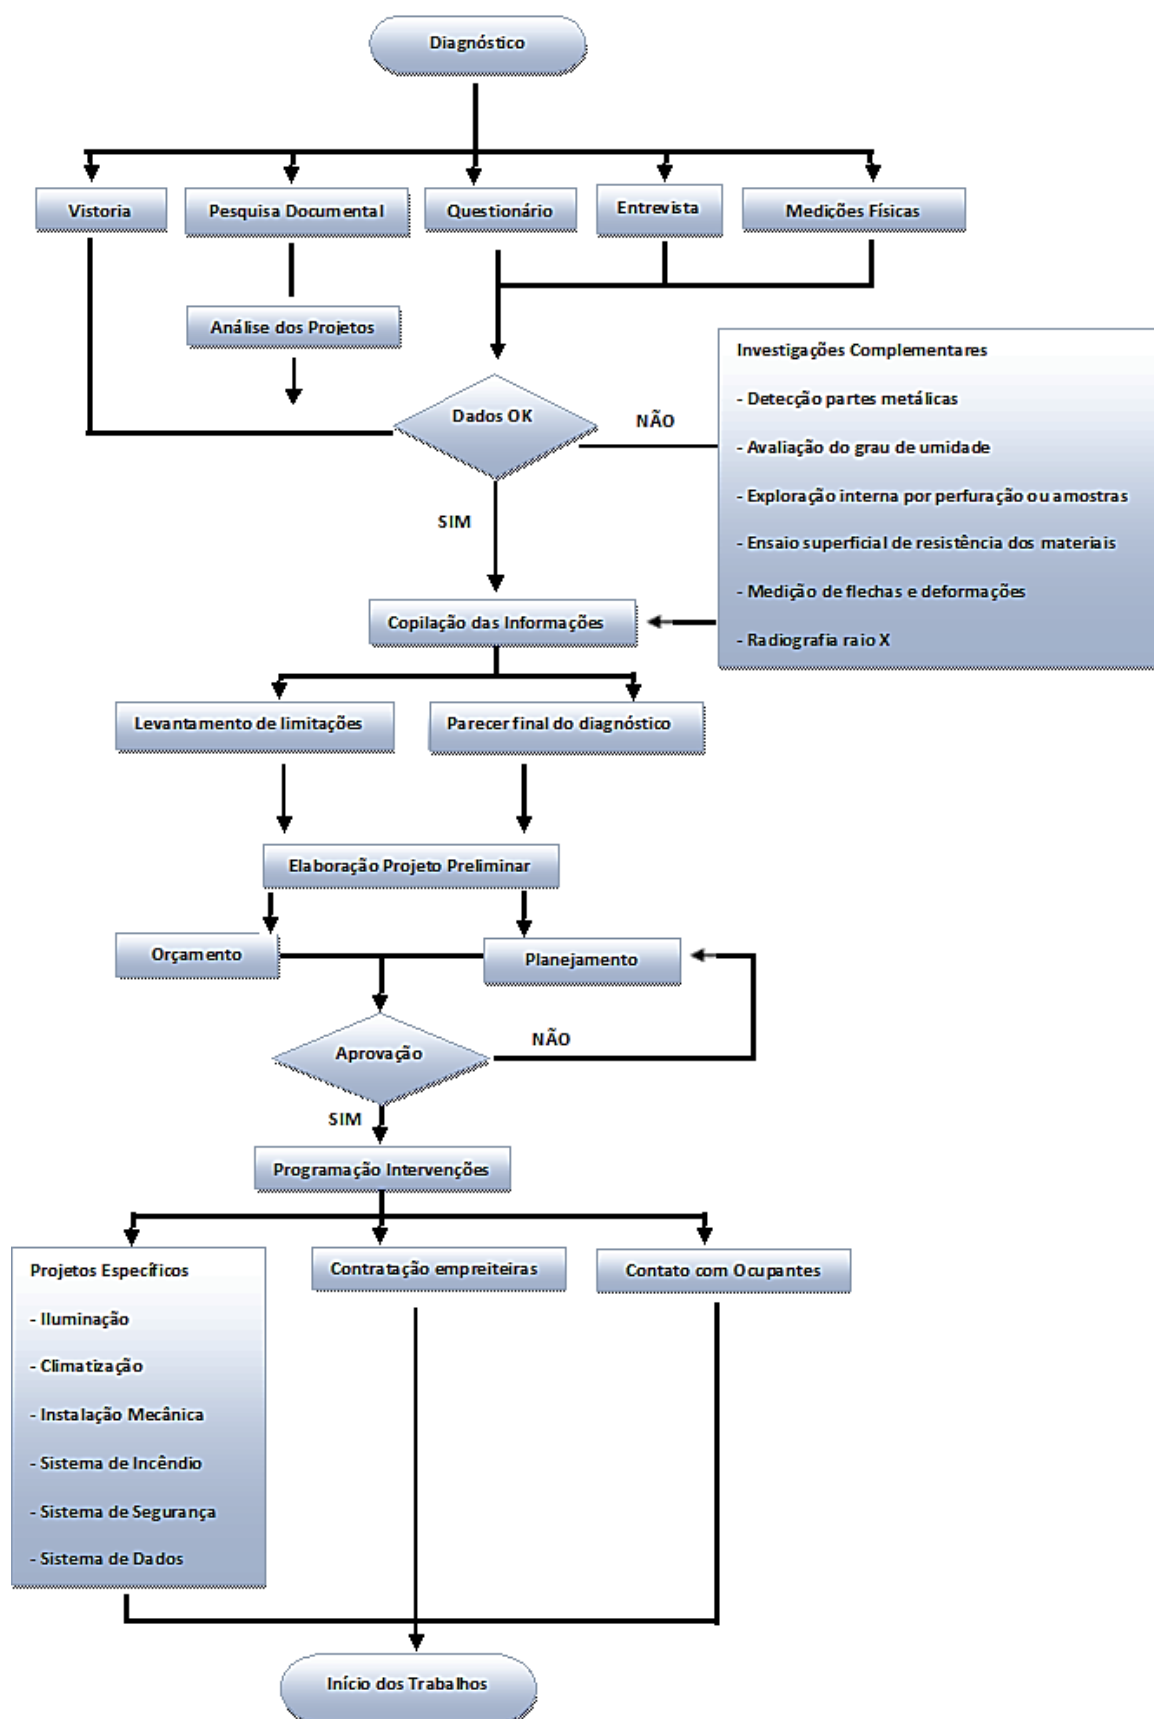 Diagnóstico
Vistoria
Pesquisa Documental
Questionário
Entrevista
Medições Físicas
Análise dos Projetos
Dados OK
NÃO
SIM
Investigações Complementares
- Detecção partes metálicas
- Avaliação do grau de umidade
- Exploração interna por perfuração ou amostras
- Ensaio superficial de resistência dos materiais
- Medição de flechas e deformações
- Radiografia raio X
Copilação das Informações
Levantamento de limitações
Parecer final do diagnóstico
Elaboração Projeto Preliminar
Orçamento
Planejamento
Aprovação
NÃO
SIM
Programação Intervenções
Projetos Específicos
- Iluminação
- Climatização
- Instalação Mecânica
- Sistema de Incêndio
- Sistema de Segurança
- Sistema de Dados
Contratação empreiteiras
Contato com Ocupantes
Início dos Trabalhos